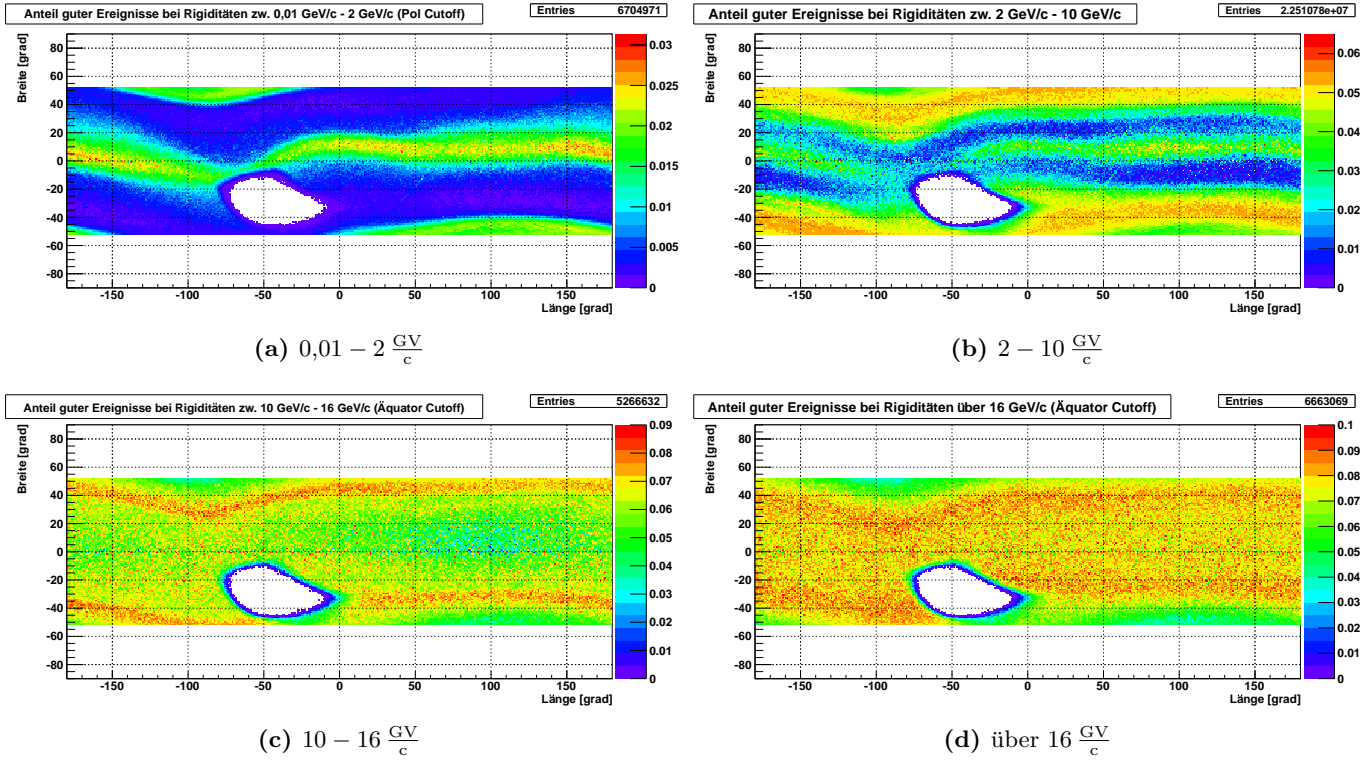 Anteil guter Ereignisse bei Rigiditäten zw. 0,01 GeV/c - 2 GeV/c (Pol Cutoff)
Entries 6704971
Breite [grad]
80
60
40
20
0
-20
-40
-60
-80
-150 -100 -50 0 50 100 150
Länge [grad]
0.03
0.025
0.02
0.015
0.01
0.005
0
(a) 0,01 − 2 GV/c
Anteil guter Ereignisse bei Rigiditäten zw. 2 GeV/c - 10 GeV/c
Entries 2.251078e+07
Breite [grad]
80
60
40
20
0
-20
-40
-60
-80
-150 -100 -50 0 50 100 150
Länge [grad]
0.06
0.05
0.04
0.03
0.02
0.01
0
(b) 2 − 10 GV/c
Anteil guter Ereignisse bei Rigiditäten zw. 10 GeV/c - 16 GeV/c (Äquator Cutoff)
Entries 5266632
Breite [grad]
80
60
40
20
0
-20
-40
-60
-80
-150 -100 -50 0 50 100 150
Länge [grad]
0.09
0.08
0.07
0.06
0.05
0.04
0.03
0.02
0.01
0
(c) 10 − 16 GV/c
Anteil guter Ereignisse bei Rigiditäten über 16 GeV/c (Äquator Cutoff)
Entries 6663069
Breite [grad]
80
60
40
20
0
-20
-40
-60
-80
-150 -100 -50 0 50 100 150
Länge [grad]
0.1
0.09
0.08
0.07
0.06
0.05
0.04
0.03
0.02
0.01
0
(d) über 16 GV/c